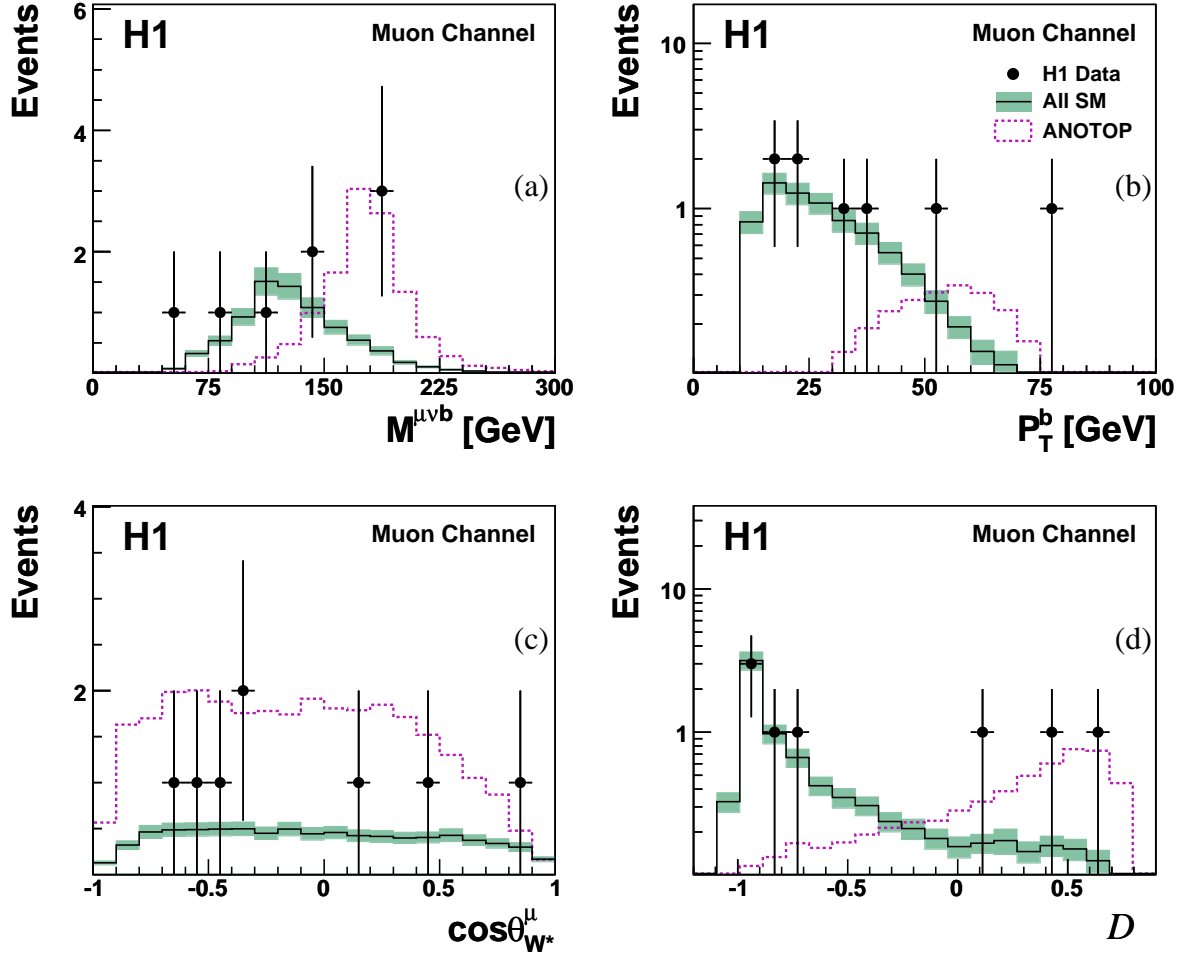 H1 Muon Channel
Events
6
4
2
0 75 150 225 300
(a)
M^μνb [GeV]
H1 Muon Channel
Events
10
1
H1 Data
All SM
ANOTOP
(b)
0 25 50 75 100
P_T^b [GeV]
H1 Muon Channel
Events
4
2
(c)
-1 -0.5 0 0.5 1
cosθ^μ_W*
H1 Muon Channel
Events
10
1
(d)
-1 -0.5 0 0.5
D